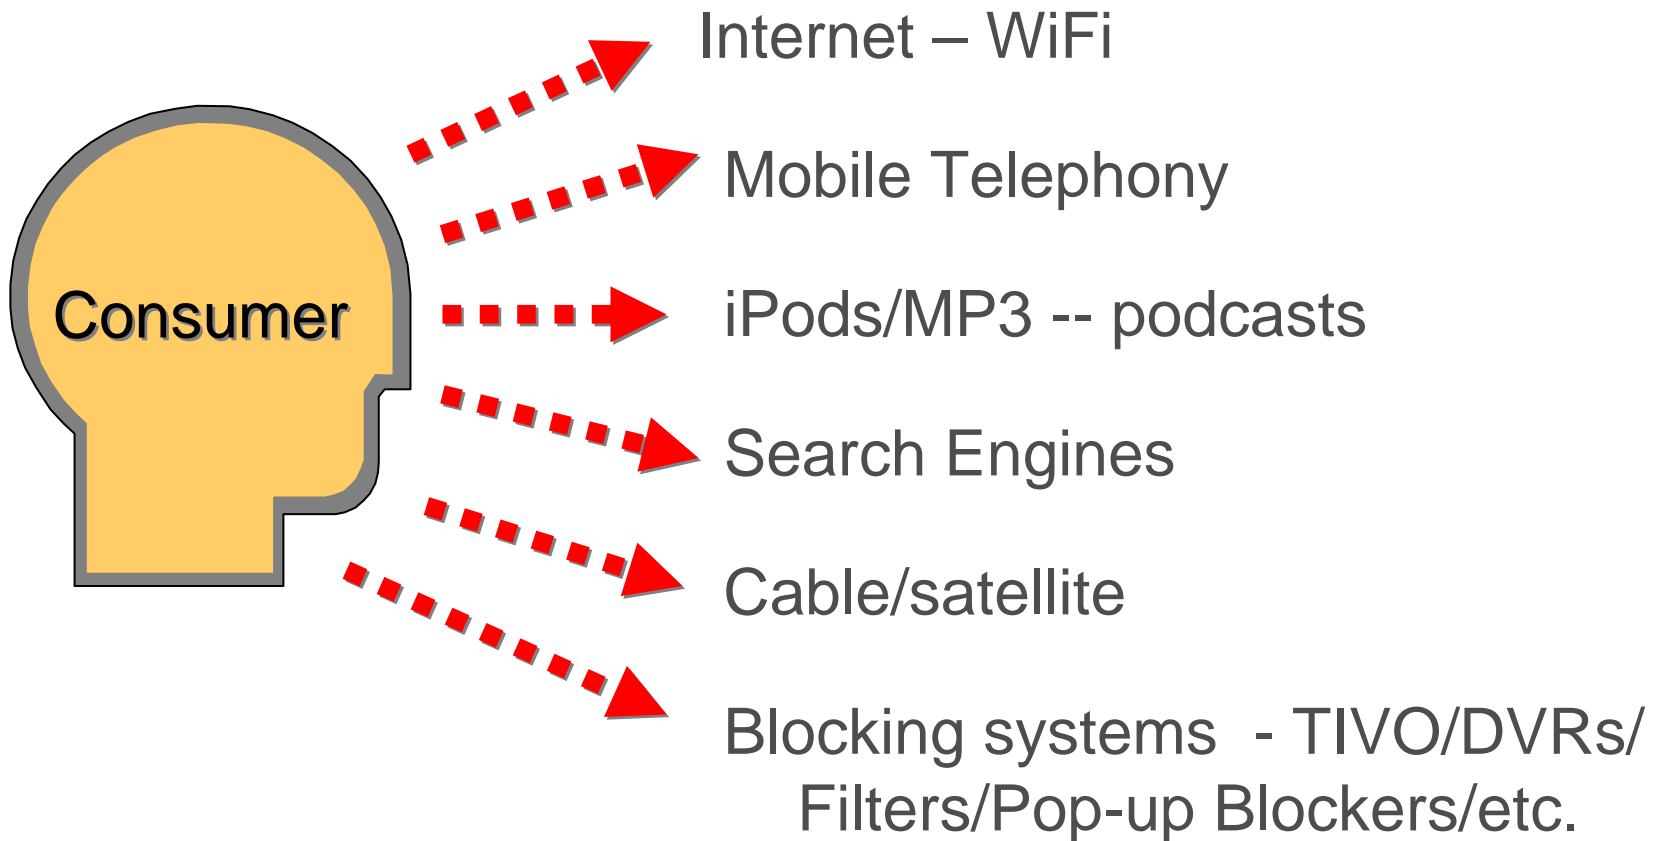 Internet – WiFi
Mobile Telephony
Consumer
iPods/MP3 -- podcasts
Search Engines
Cable/satellite
Blocking systems - TIVO/DVRs/
Filters/Pop-up Blockers/etc.